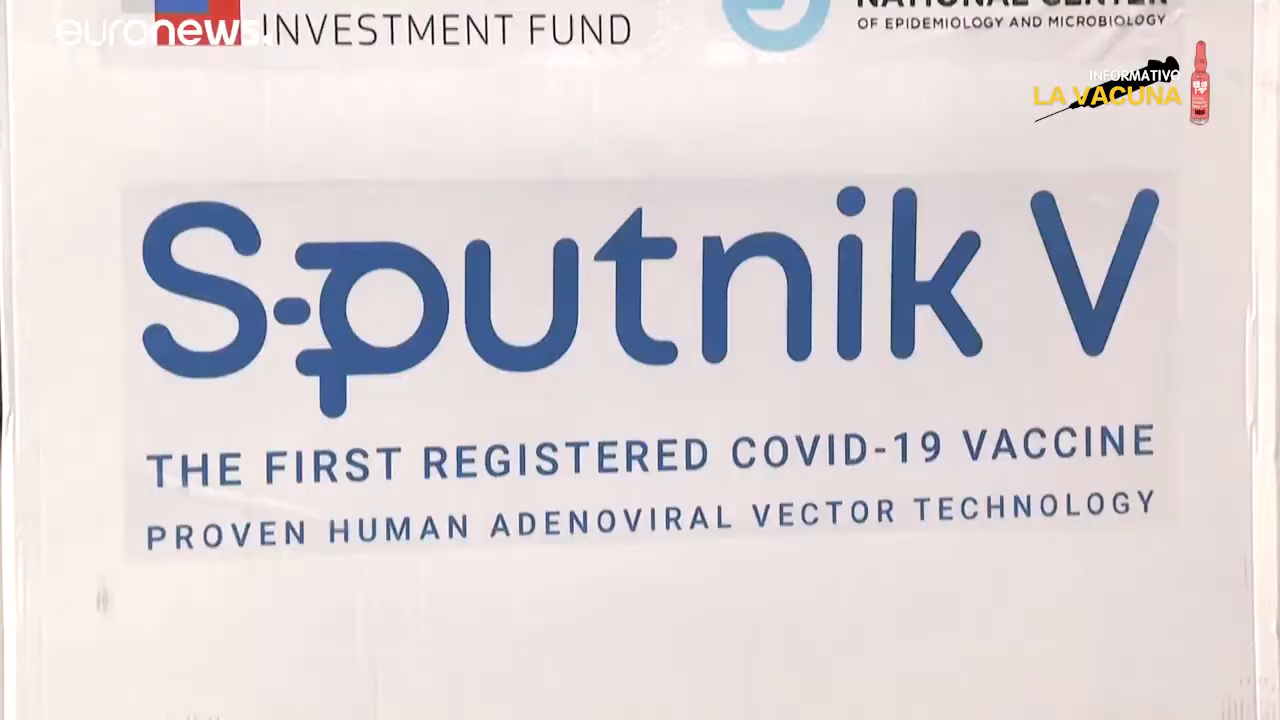 euronews.
INVESTMENT FUND
NATIONAL CENTER
OF EPIDEMIOLOGY AND MICROBIOLOGY
INFORMATIVO
LA VACUNA
Sputnik V
THE FIRST REGISTERED COVID-19 VACCINE
PROVEN HUMAN ADENOVIRAL VECTOR TECHNOLOGY